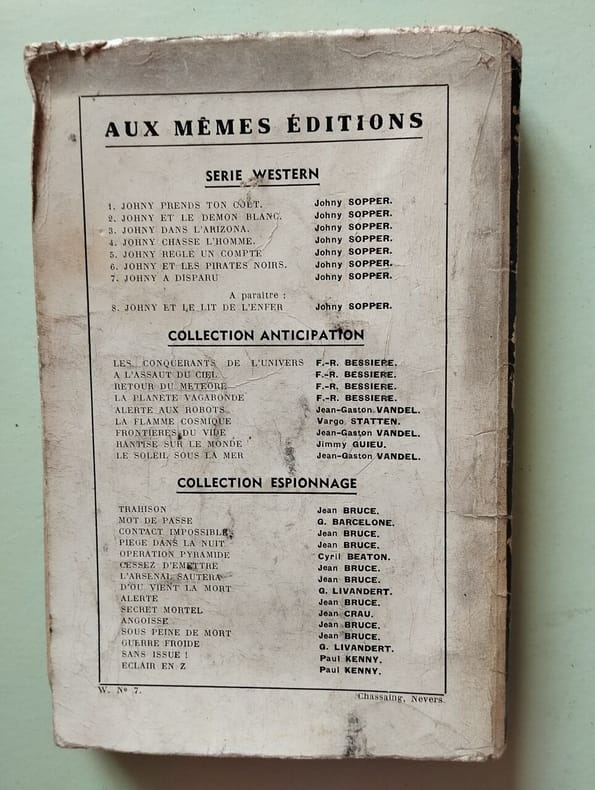 AUX MÊMES ÉDITIONS
SERIE WESTERN
1. JOHNY PRENDS TON COLT. Johny SOPPER.
2. JOHNY ET LE DEMON BLANC. Johny SOPPER.
3. JOHNY DANS L'ARIZONA. Johny SOPPER.
4. JOHNY CHASSE L'HOMME. Johny SOPPER.
5. JOHNY REGLE UN COMPTE Johny SOPPER.
6. JOHNY ET LES PIRATES NOIRS. Johny SOPPER.
7. JOHNY A DISPARU Johny SOPPER.
A paraître :
8. JOHNY ET LE LIT DE L'ENFER Johny SOPPER.
COLLECTION ANTICIPATION
LES CONQUERANTS DE L'UNIVERS F.-R. BESSIERE.
A L'ASSAUT DU CIEL F.-R. BESSIERE.
RETOUR DU METEORE F.-R. BESSIERE.
LA PLANETE VAGABONDE F.-R. BESSIERE.
ALERTE AUX ROBOTS Jean-Gaston VANDEL.
LA FLAMME COSMIQUE Vargo STATTEN.
FRONTIERES DU VIDE Jean-Gaston VANDEL.
HANTISE SUR LE MONDE Jimmy GUIEU.
LE SOLEIL SOUS LA MER Jean-Gaston VANDEL.
COLLECTION ESPIONNAGE
TRAHISON Jean BRUCE.
MOT DE PASSE G. BARCELONE.
CONTACT IMPOSSIBLE Jean BRUCE.
PIEGE DANS LA NUIT Jean BRUCE.
OPERATION PYRAMIDE Cyril BEATON.
CESSEZ D'EMETTRE Jean BRUCE.
L'ARSENAL SAUTERA Jean BRUCE.
D'OU VIENT LA MORT G. LIVANDERT.
ALERTE Jean BRUCE.
SECRET MORTEL Jean CRAU.
ANGOISSE Jean BRUCE.
SOUS PEINE DE MORT Jean BRUCE.
GUERRE FROIDE G. LIVANDERT.
SANS ISSUE ! Paul KENNY.
ECLAIR EN Z Paul KENNY.
W. Nº 7. Chassaing, Nevers.